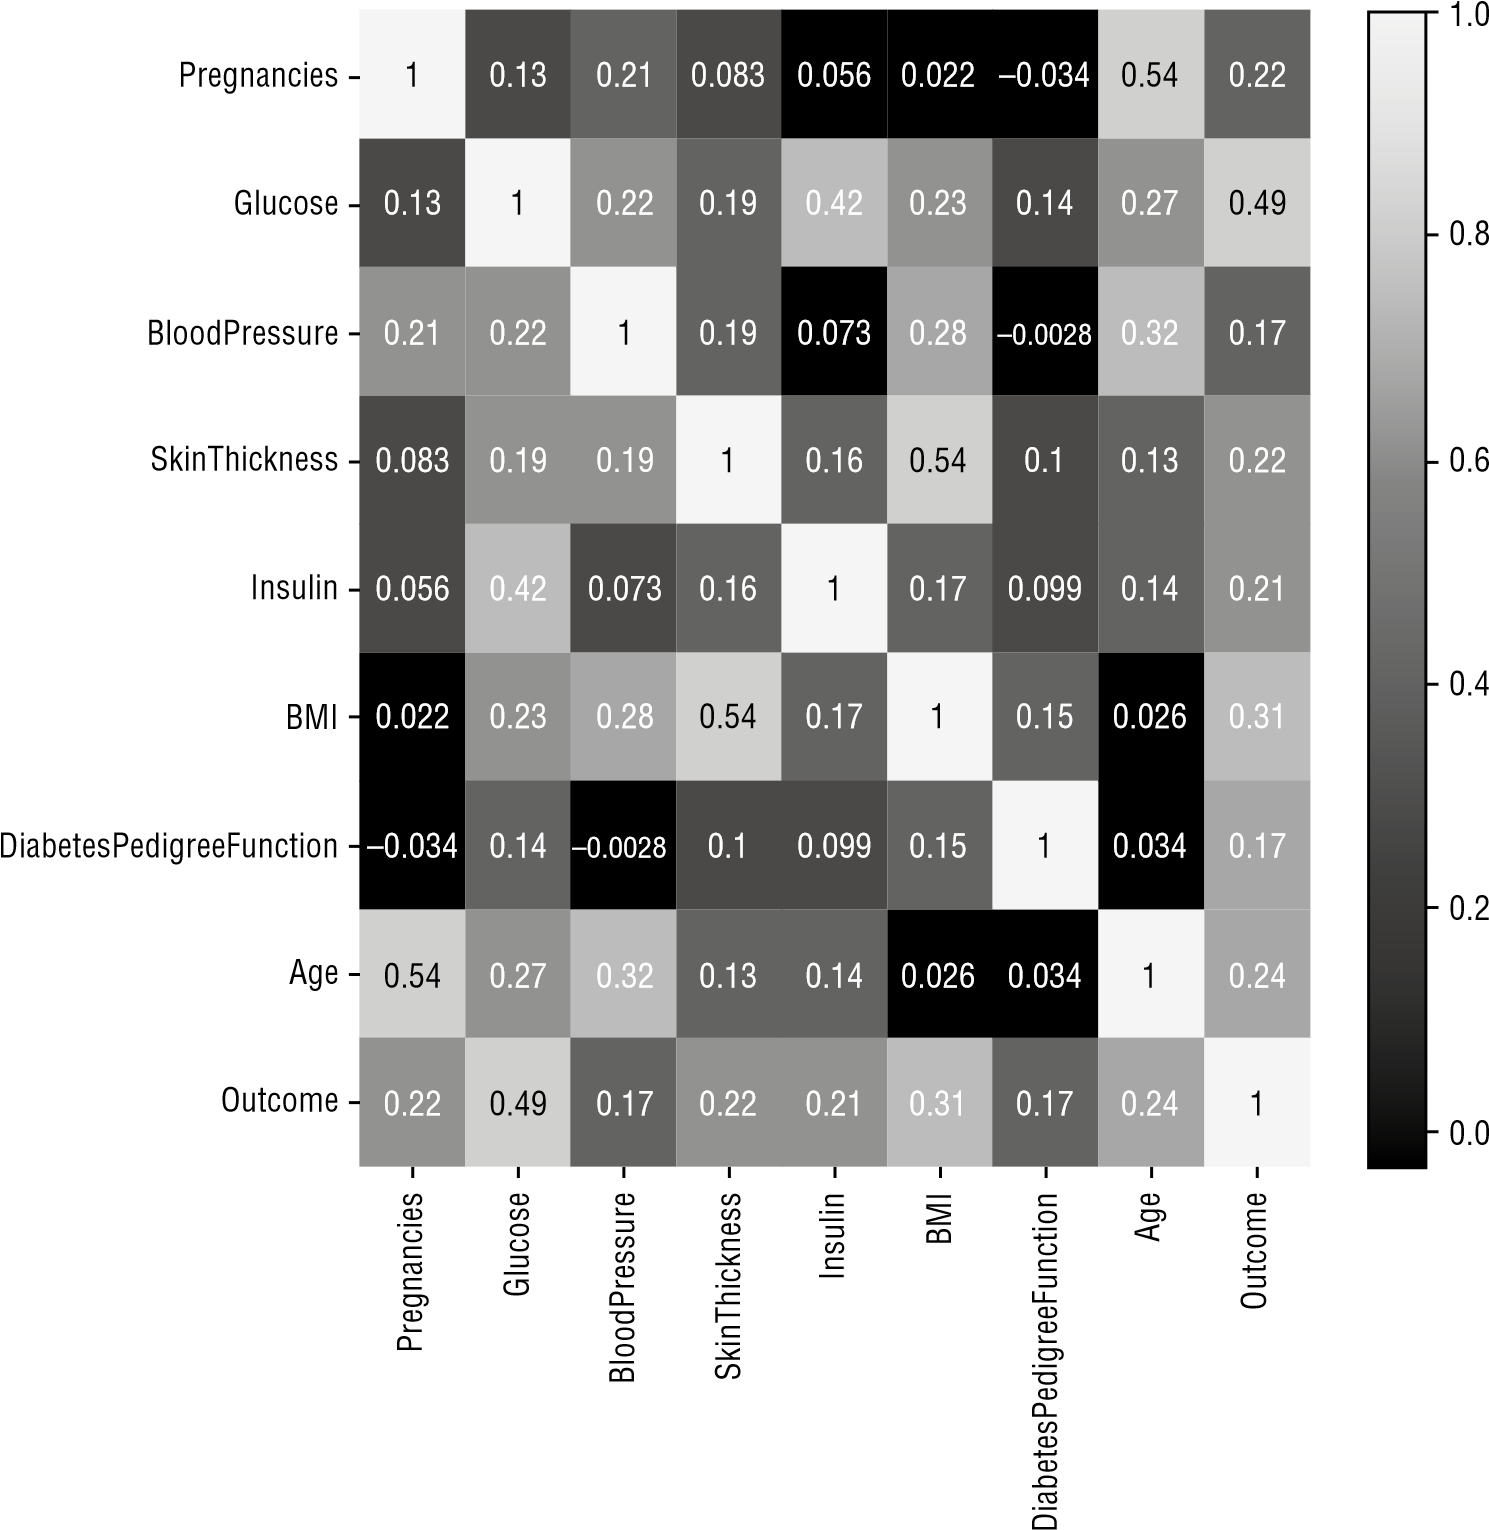 Pregnancies 1 0.13 0.21 0.083 0.056 0.022 −0.034 0.54 0.22
Glucose 0.13 1 0.22 0.19 0.42 0.23 0.14 0.27 0.49
BloodPressure 0.21 0.22 1 0.19 0.073 0.28 −0.0028 0.32 0.17
SkinThickness 0.083 0.19 0.19 1 0.16 0.54 0.1 0.13 0.22
Insulin 0.056 0.42 0.073 0.16 1 0.17 0.099 0.14 0.21
BMI 0.022 0.23 0.28 0.54 0.17 1 0.15 0.026 0.31
DiabetesPedigreeFunction −0.034 0.14 −0.0028 0.1 0.099 0.15 1 0.034 0.17
Age 0.54 0.27 0.32 0.13 0.14 0.026 0.034 1 0.24
Outcome 0.22 0.49 0.17 0.22 0.21 0.31 0.17 0.24 1
Pregnancies
Glucose
BloodPressure
SkinThickness
Insulin
BMI
DiabetesPedigreeFunction
Age
Outcome
1.0
0.8
0.6
0.4
0.2
0.0